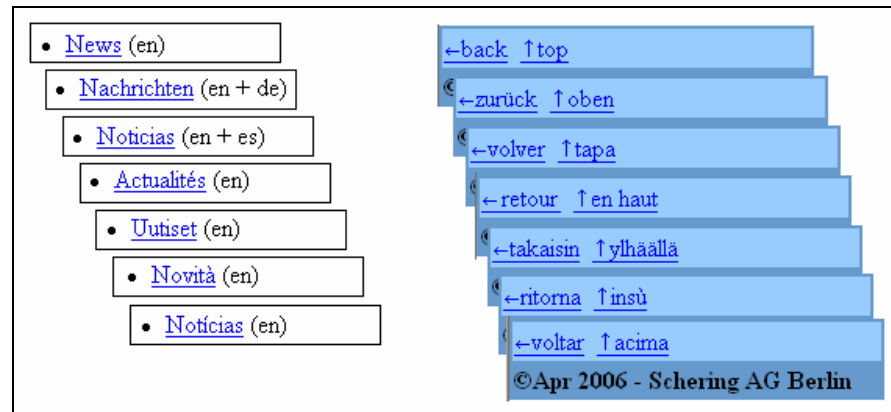 • News (en)
• Nachrichten (en + de)
• Noticias (en + es)
• Actualités (en)
• Uutiset (en)
• Novità (en)
• Notícias (en)
←back ↑top
©
←zurück ↑oben
©
←volver ↑tapa
©
←retour ↑en haut
©
←takaisin ↑ylhäällä
©
←ritorna ↑insù
©
←voltar ↑acima
©Apr 2006 - Schering AG Berlin